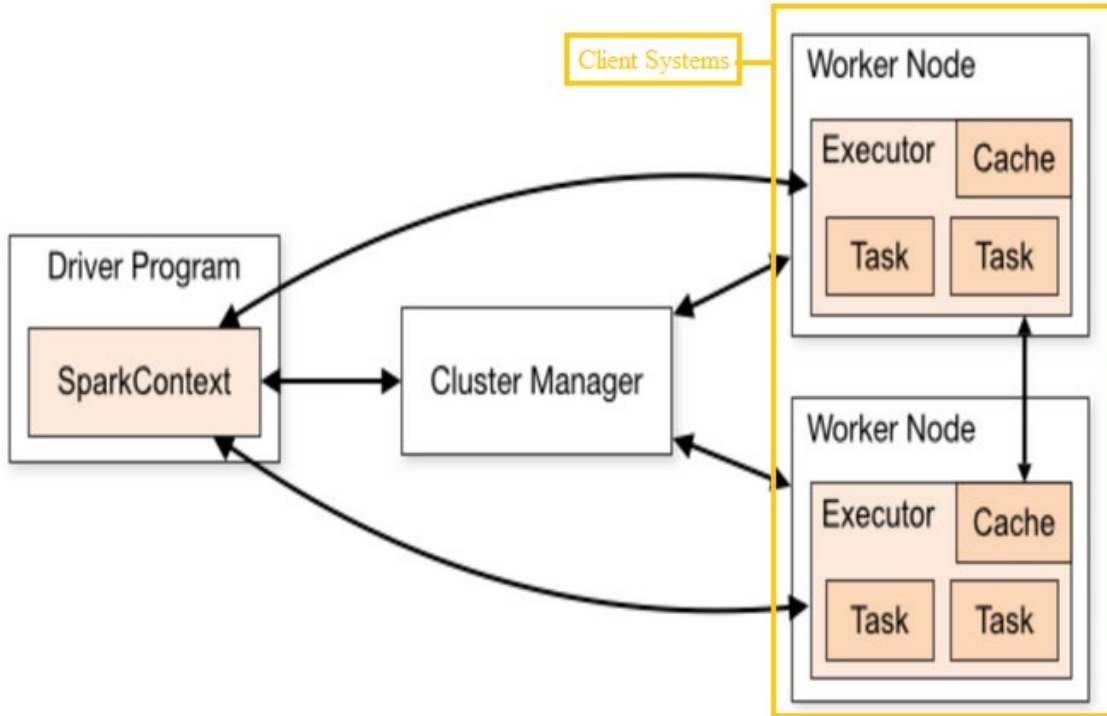 Client Systems
Worker Node
Executor
Cache
Task
Task
Driver Program
SparkContext
Cluster Manager
Worker Node
Executor
Cache
Task
Task